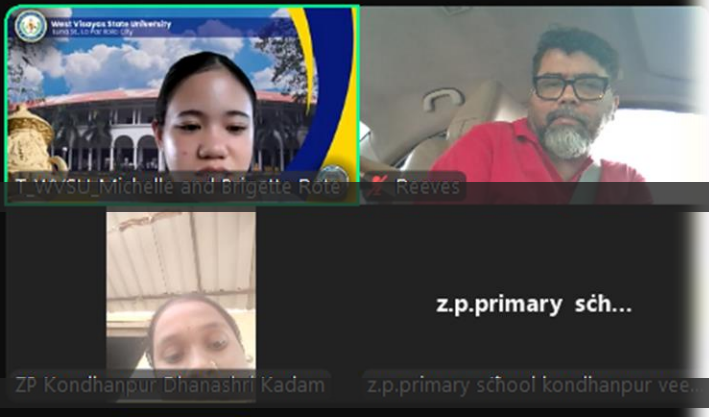 West Visayas State University
Luna St., La Paz Iloilo City
T_WVSU_Michelle and Brigette Rote
Reeves
z.p.primary sch...
ZP Kondhanpur Dhanashri Kadam
z.p.primary school kondhanpur vee...